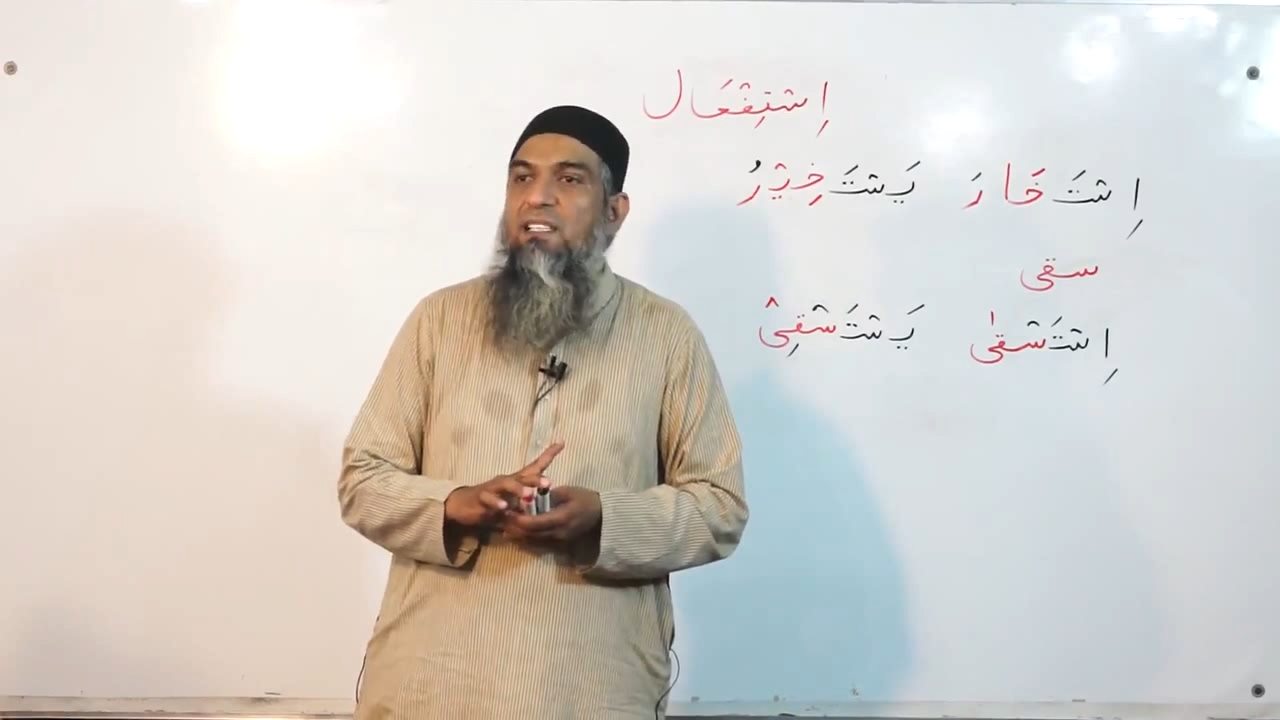 اِسْتِفْعَال
اِسْتَخَارَ يَسْتَخِيْرُ
سقى
اِسْتَسْقٰى يَسْتَسْقِيْ